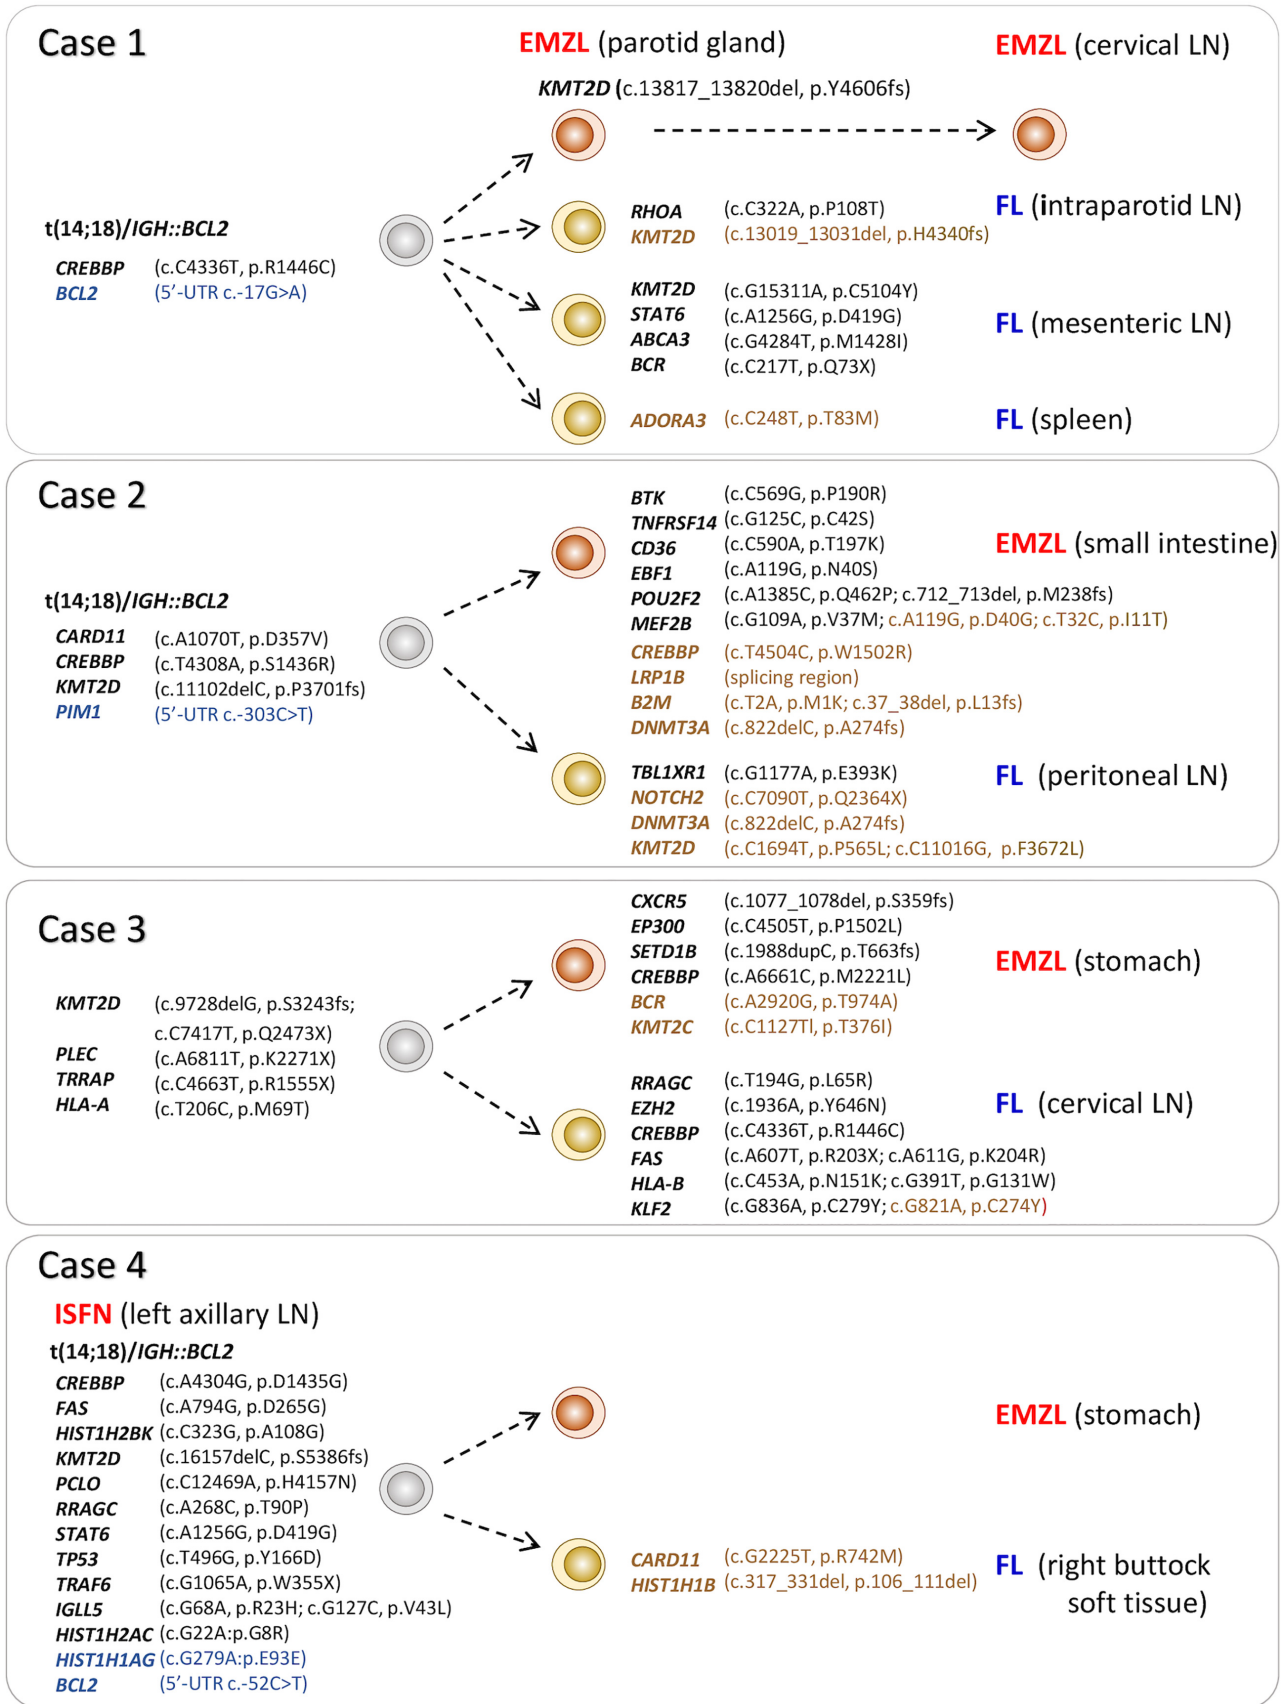 Case 1
EMZL (parotid gland)
EMZL (cervical LN)
KMT2D (c.13817_13820del, p.Y4606fs)
t(14;18)/IGH::BCL2
CREBBP (c.C4336T, p.R1446C)
BCL2 (5’-UTR c.-17G>A)
RHOA (c.C322A, p.P108T)
KMT2D (c.13019_13031del, p.H4340fs)
FL (intraparotid LN)
KMT2D (c.G15311A, p.C5104Y)
STAT6 (c.A1256G, p.D419G)
ABCA3 (c.G4284T, p.M1428I)
BCR (c.C217T, p.Q73X)
FL (mesenteric LN)
ADORA3 (c.C248T, p.T83M)
FL (spleen)
Case 2
t(14;18)/IGH::BCL2
CARD11 (c.A1070T, p.D357V)
CREBBP (c.T4308A, p.S1436R)
KMT2D (c.11102delC, p.P3701fs)
PIM1 (5’-UTR c.-303C>T)
BTK (c.C569G, p.P190R)
TNFRSF14 (c.G125C, p.C42S)
CD36 (c.C590A, p.T197K)
EBF1 (c.A119G, p.N40S)
POU2F2 (c.A1385C, p.Q462P; c.712_713del, p.M238fs)
MEF2B (c.G109A, p.V37M; c.A119G, p.D40G; c.T32C, p.I11T)
CREBBP (c.T4504C, p.W1502R)
LRP1B (splicing region)
B2M (c.T2A, p.M1K; c.37_38del, p.L13fs)
DNMT3A (c.822delC, p.A274fs)
EMZL (small intestine)
TBL1XR1 (c.G1177A, p.E393K)
NOTCH2 (c.C7090T, p.Q2364X)
DNMT3A (c.822delC, p.A274fs)
KMT2D (c.C1694T, p.P565L; c.C11016G, p.F3672L)
FL (peritoneal LN)
Case 3
KMT2D (c.9728delG, p.S3243fs;
c.C7417T, p.Q2473X)
PLEC (c.A6811T, p.K2271X)
TRRAP (c.C4663T, p.R1555X)
HLA-A (c.T206C, p.M69T)
CXCR5 (c.1077_1078del, p.S359fs)
EP300 (c.C4505T, p.P1502L)
SETD1B (c.1988dupC, p.T663fs)
CREBBP (c.A6661C, p.M2221L)
BCR (c.A2920G, p.T974A)
KMT2C (c.C1127Tl, p.T376I)
EMZL (stomach)
RRAGC (c.T194G, p.L65R)
EZH2 (c.1936A, p.Y646N)
CREBBP (c.C4336T, p.R1446C)
FAS (c.A607T, p.R203X; c.A611G, p.K204R)
HLA-B (c.C453A, p.N151K; c.G391T, p.G131W)
KLF2 (c.G836A, p.C279Y; c.G821A, p.C274Y)
FL (cervical LN)
Case 4
ISFN (left axillary LN)
t(14;18)/IGH::BCL2
CREBBP (c.A4304G, p.D1435G)
FAS (c.A794G, p.D265G)
HIST1H2BK (c.C323G, p.A108G)
KMT2D (c.16157delC, p.S5386fs)
PCLO (c.C12469A, p.H4157N)
RRAGC (c.A268C, p.T90P)
STAT6 (c.A1256G, p.D419G)
TP53 (c.T496G, p.Y166D)
TRAF6 (c.G1065A, p.W355X)
IGLL5 (c.G68A, p.R23H; c.G127C, p.V43L)
HIST1H2AC (c.G22A:p.G8R)
HIST1H1AG (c.G279A:p.E93E)
BCL2 (5’-UTR c.-52C>T)
EMZL (stomach)
CARD11 (c.G2225T, p.R742M)
HIST1H1B (c.317_331del, p.106_111del)
FL (right buttock
soft tissue)